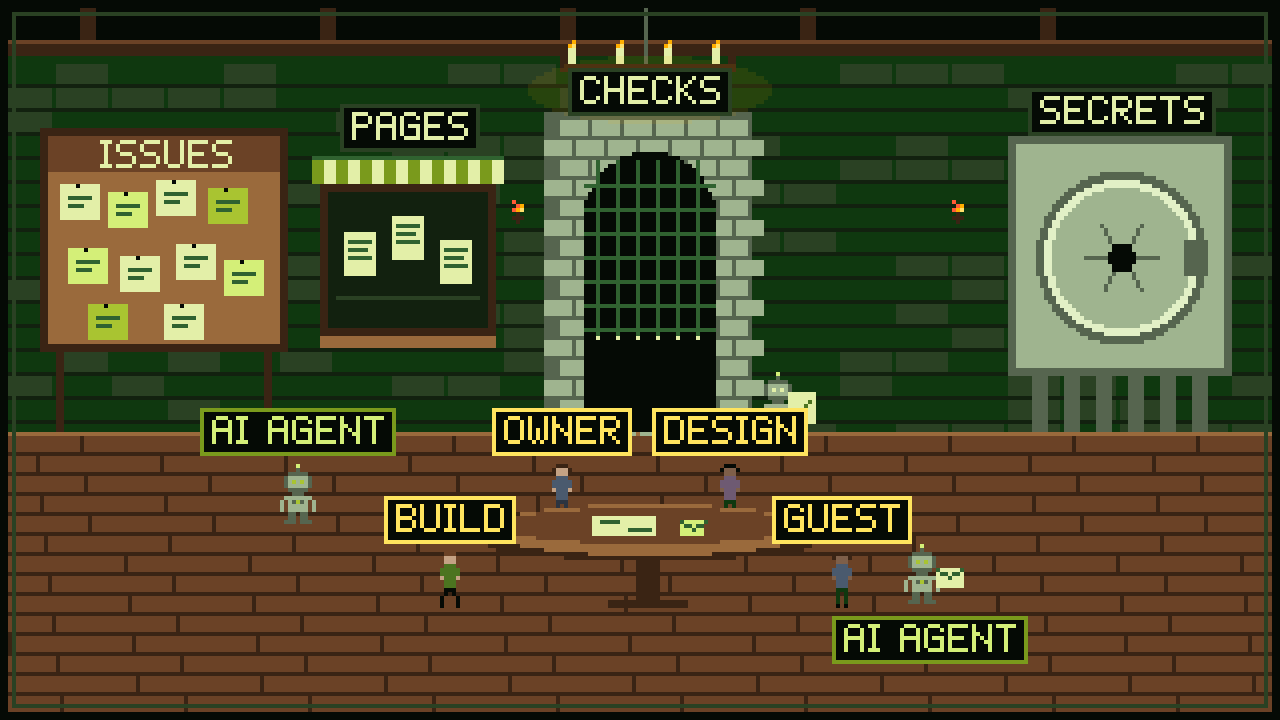 CHECKS
SECRETS
PAGES
ISSUES
AI AGENT
OWNER
DESIGN
BUILD
GUEST
AI AGENT